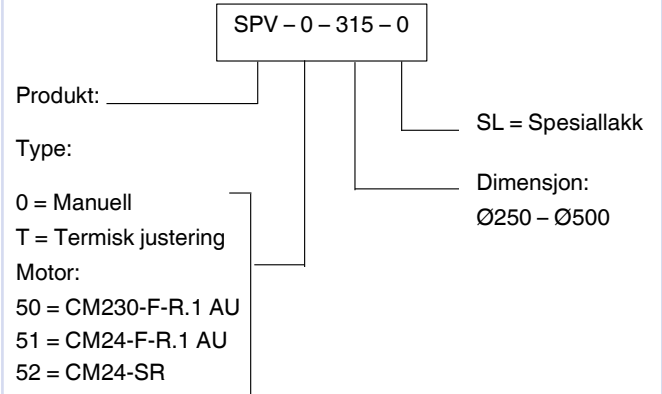 SPV – 0 – 315 – 0
Produkt:
Type:
0 = Manuell
T = Termisk justering
Motor:
50 = CM230-F-R.1 AU
51 = CM24-F-R.1 AU
52 = CM24-SR
SL = Spesiallakk
Dimensjon:
Ø250 – Ø500